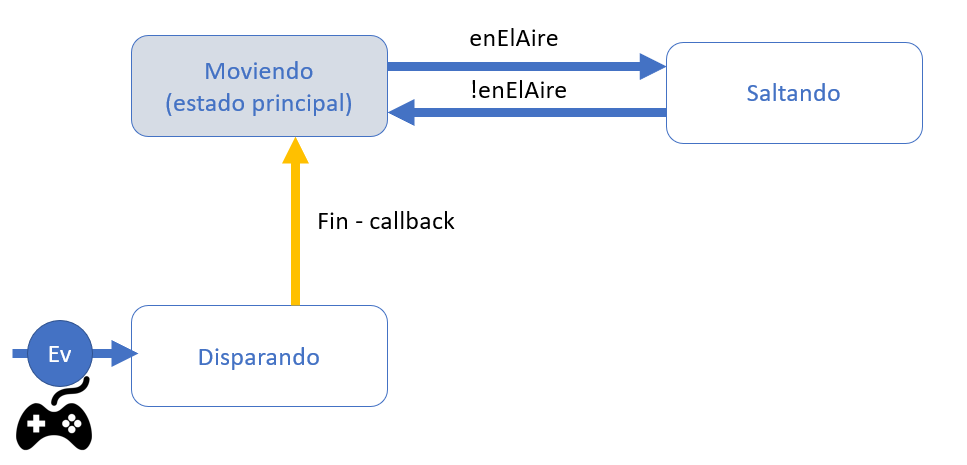 enElAire
Moviendo
(estado principal)
!enElAire
Saltando
Fin - callback
Ev
Disparando